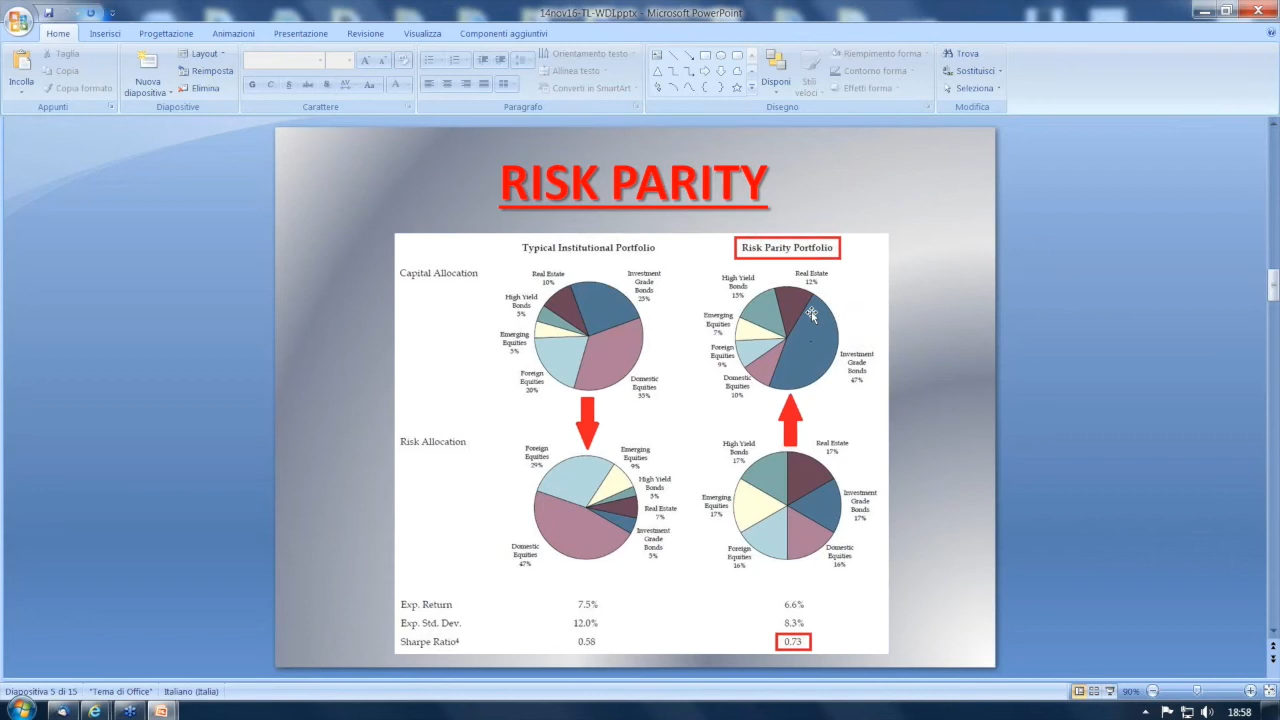 14nov16-TL-WDI.pptx - Microsoft PowerPoint
Home Inserisci Progettazione Animazioni Presentazione Revisione Visualizza Componenti aggiuntivi
Incolla
Taglia
Copia
Copia formato
Appunti
Nuova
diapositiva
Layout
Reimposta
Elimina
Diapositive
G C S abc AV Aa A
Carattere
Orientamento testo
Allinea testo
Converti in SmartArt
Paragrafo
Disponi
Stili
veloci
Riempimento forma
Contorno forma
Effetti forma
Disegno
Trova
Sostituisci
Seleziona
Modifica
RISK PARITY
Typical Institutional Portfolio
Risk Parity Portfolio
Capital Allocation
Real Estate
10%
Investment
Grade
Bonds
25%
High Yield
Bonds
5%
Emerging
Equities
5%
Foreign
Equities
20%
Domestic
Equities
35%
Real Estate
12%
High Yield
Bonds
15%
Emerging
Equities
7%
Foreign
Equities
9%
Domestic
Equities
10%
Investment
Grade
Bonds
47%
Risk Allocation
Foreign
Equities
29%
Emerging
Equities
9%
High Yield
Bonds
3%
Real Estate
7%
Investment
Grade
Bonds
5%
Domestic
Equities
47%
High Yield
Bonds
17%
Real Estate
17%
Emerging
Equities
17%
Investment
Grade
Bonds
17%
Foreign
Equities
16%
Domestic
Equities
16%
Exp. Return 7.5% 6.6%
Exp. Std. Dev. 12.0% 8.3%
Sharpe Ratio⁴ 0.58 0.73
Diapositiva 5 di 15 "Tema di Office" Italiano (Italia) 90%
18:58